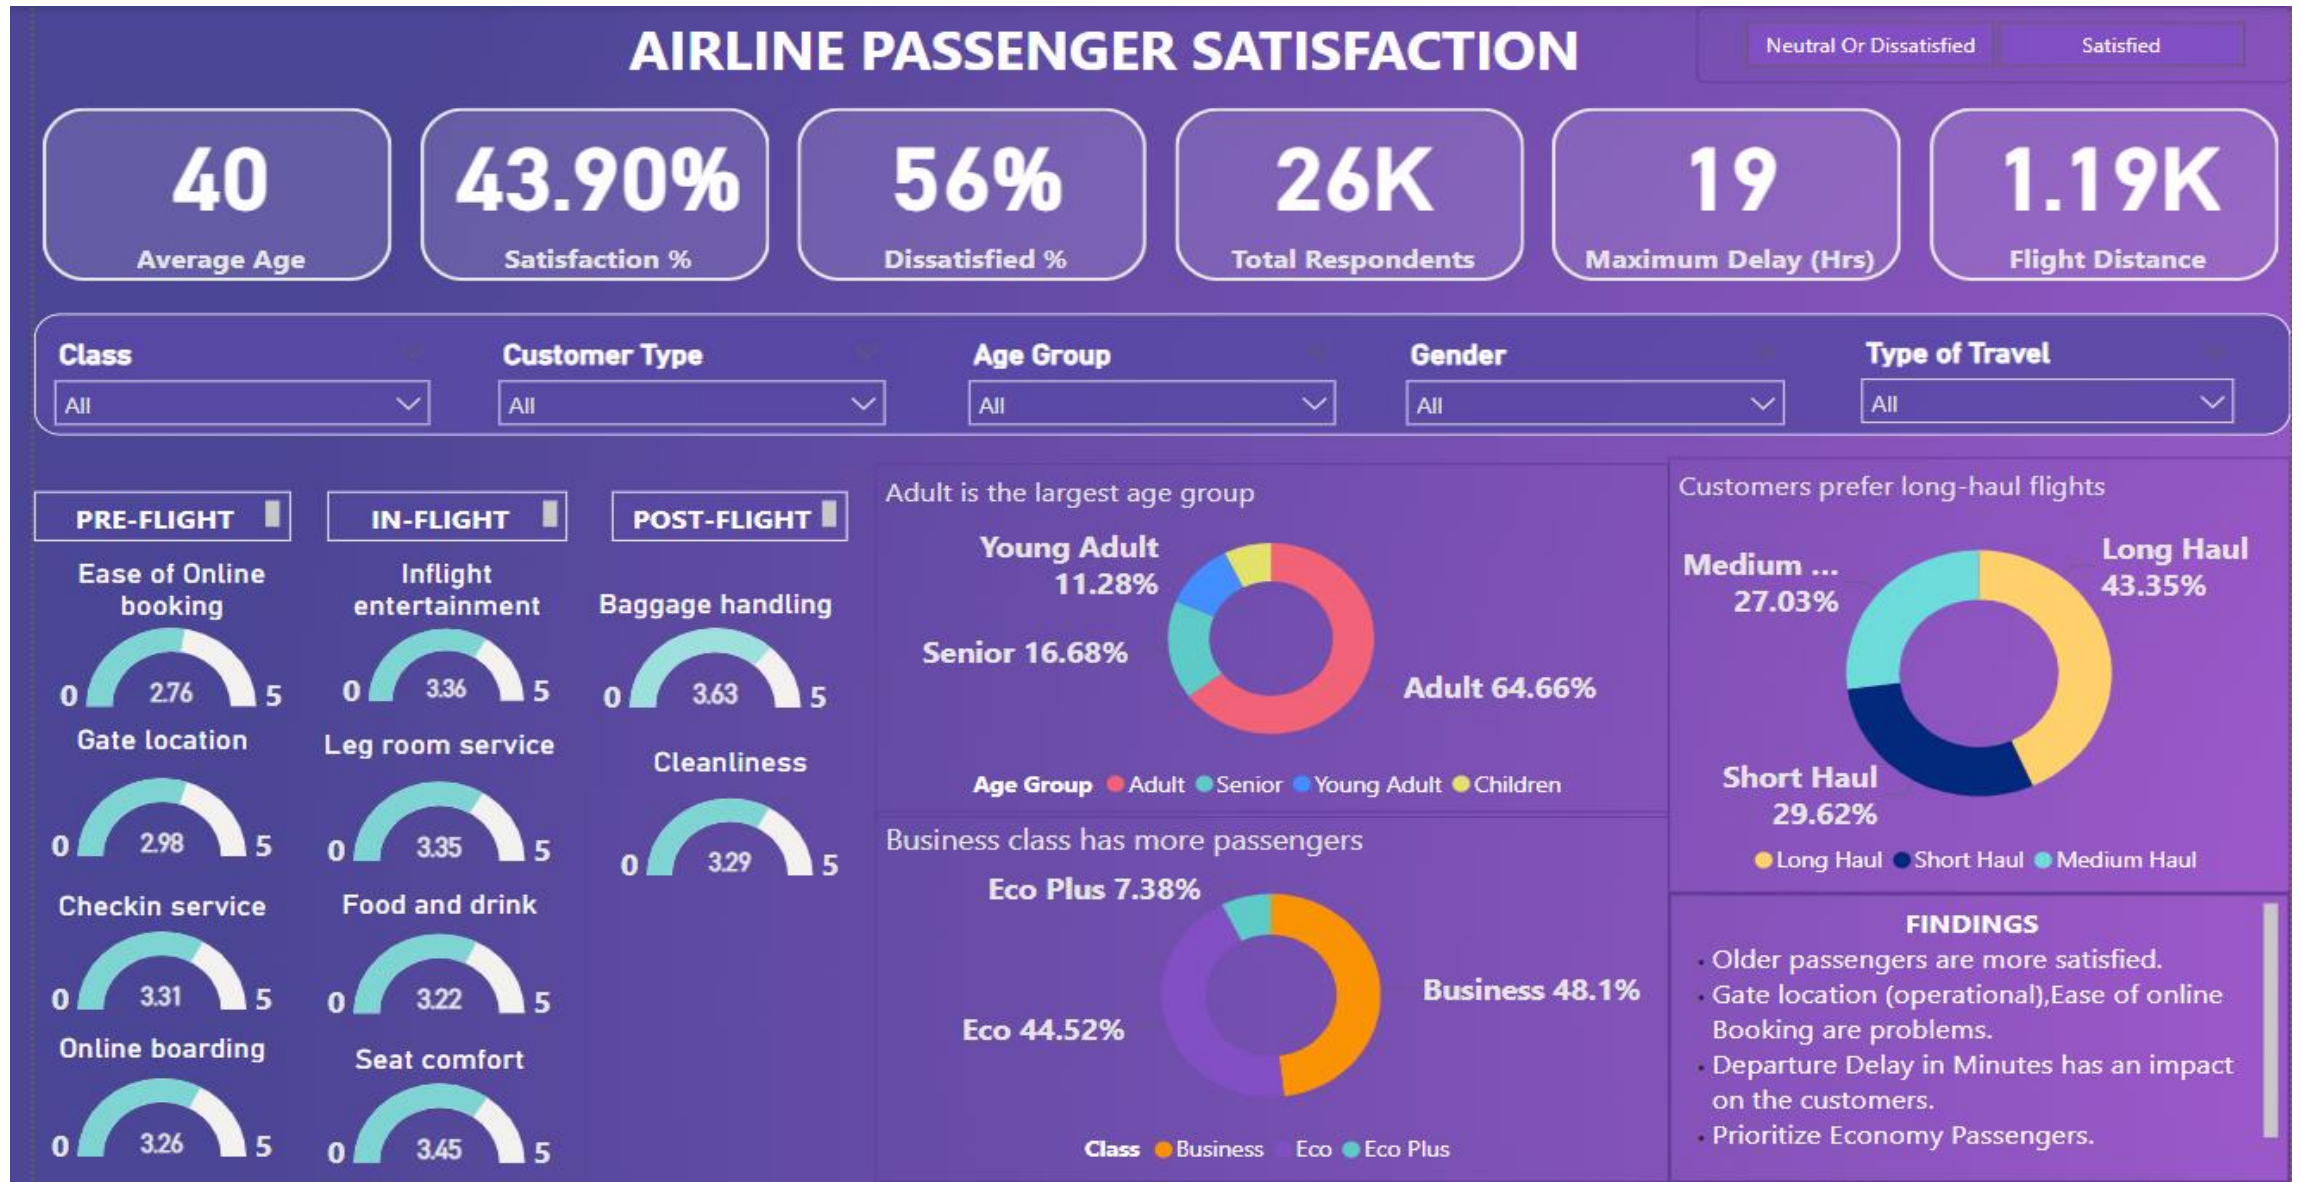 AIRLINE PASSENGER SATISFACTION
Neutral Or Dissatisfied
Satisfied
40
Average Age
43.90%
Satisfaction %
56%
Dissatisfied %
26K
Total Respondents
19
Maximum Delay (Hrs)
1.19K
Flight Distance
Class
All
Customer Type
All
Age Group
All
Gender
All
Type of Travel
All
PRE-FLIGHT
Ease of Online
booking
0
2.76
5
Gate location
0
2.98
5
Checkin service
0
3.31
5
Online boarding
0
3.26
5
IN-FLIGHT
Inflight
entertainment
0
3.36
5
Leg room service
0
3.35
5
Food and drink
0
3.22
5
Seat comfort
0
3.45
5
POST-FLIGHT
Baggage handling
0
3.63
5
Cleanliness
0
3.29
5
Adult is the largest age group
Young Adult
11.28%
Senior 16.68%
Adult 64.66%
Age Group Adult Senior Young Adult Children
Business class has more passengers
Eco Plus 7.38%
Business 48.1%
Eco 44.52%
Class Business Eco Eco Plus
Customers prefer long-haul flights
Long Haul
43.35%
Medium ...
27.03%
Short Haul
29.62%
Long Haul Short Haul Medium Haul
FINDINGS
· Older passengers are more satisfied.
· Gate location (operational),Ease of online
Booking are problems.
· Departure Delay in Minutes has an impact
on the customers.
· Prioritize Economy Passengers.